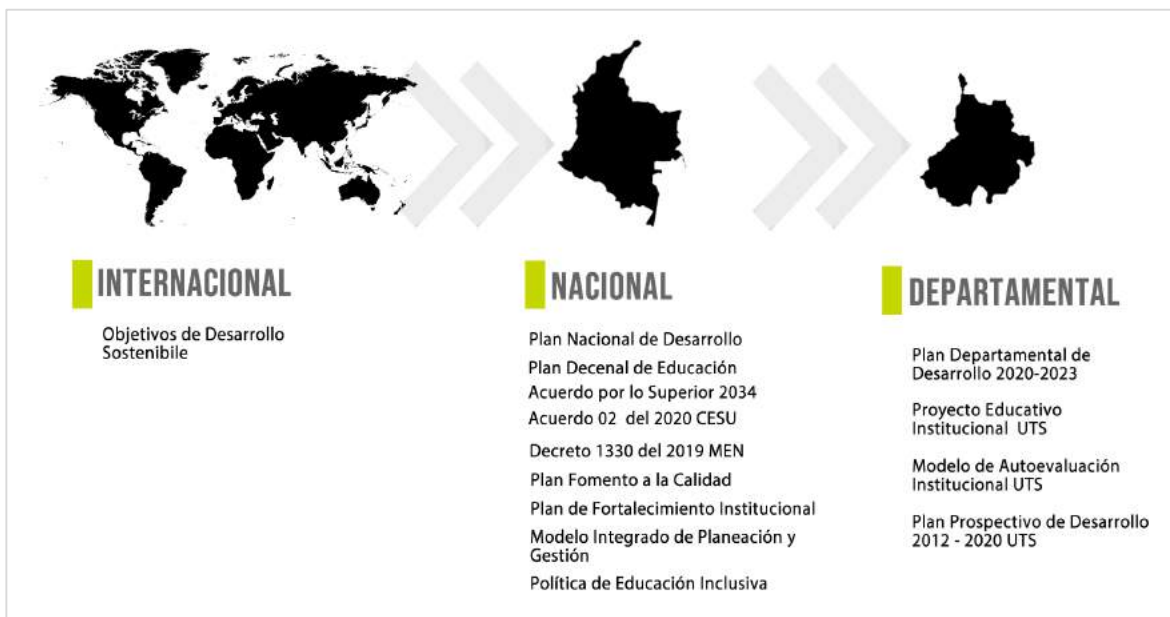 INTERNACIONAL
Objetivos de Desarrollo
Sostenibile
NACIONAL
Plan Nacional de Desarrollo
Plan Decenal de Educación
Acuerdo por lo Superior 2034
Acuerdo 02 del 2020 CESU
Decreto 1330 del 2019 MEN
Plan Fomento a la Calidad
Plan de Fortalecimiento Institucional
Modelo Integrado de Planeación y
Gestión
Política de Educación Inclusiva
DEPARTAMENTAL
Plan Departamental de
Desarrollo 2020-2023
Proyecto Educativo
Institucional UTS
Modelo de Autoevaluación
Institucional UTS
Plan Prospectivo de Desarrollo
2012 - 2020 UTS